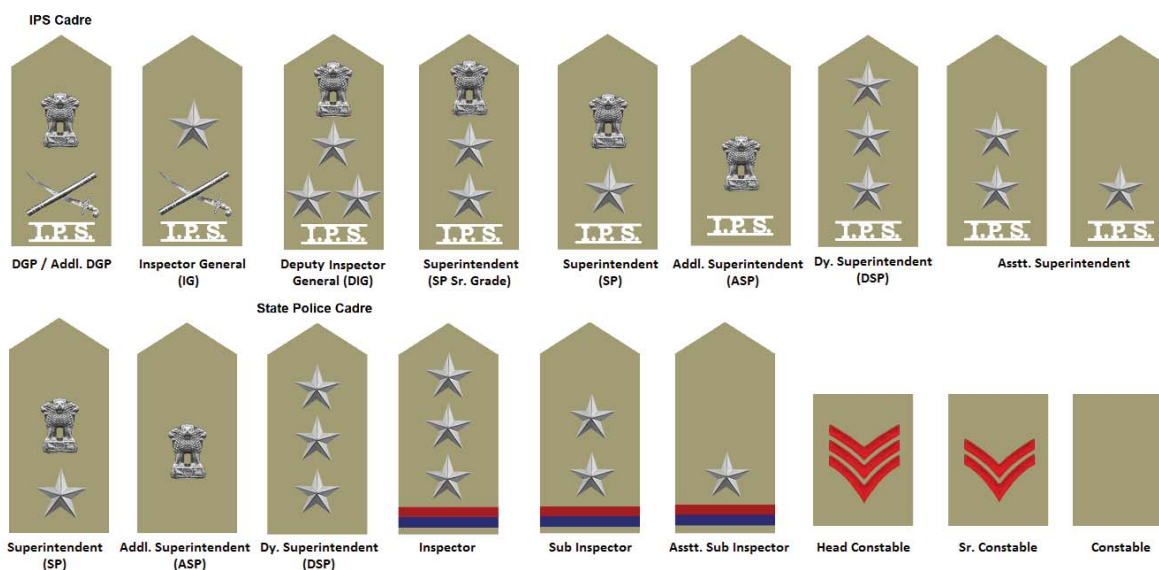 IPS Cadre
I.P.S. I.P.S. I.P.S. I.P.S. I.P.S. I.P.S. I.P.S. I.P.S. I.P.S.
DGP / Addl. DGP
Inspector General
(IG)
Deputy Inspector
General (DIG)
Superintendent
(SP Sr. Grade)
Superintendent
(SP)
Addl. Superintendent
(ASP)
Dy. Superintendent
(DSP)
Asstt. Superintendent
State Police Cadre
Superintendent
(SP)
Addl. Superintendent
(ASP)
Dy. Superintendent
(DSP)
Inspector
Sub Inspector
Asstt. Sub Inspector
Head Constable
Sr. Constable
Constable